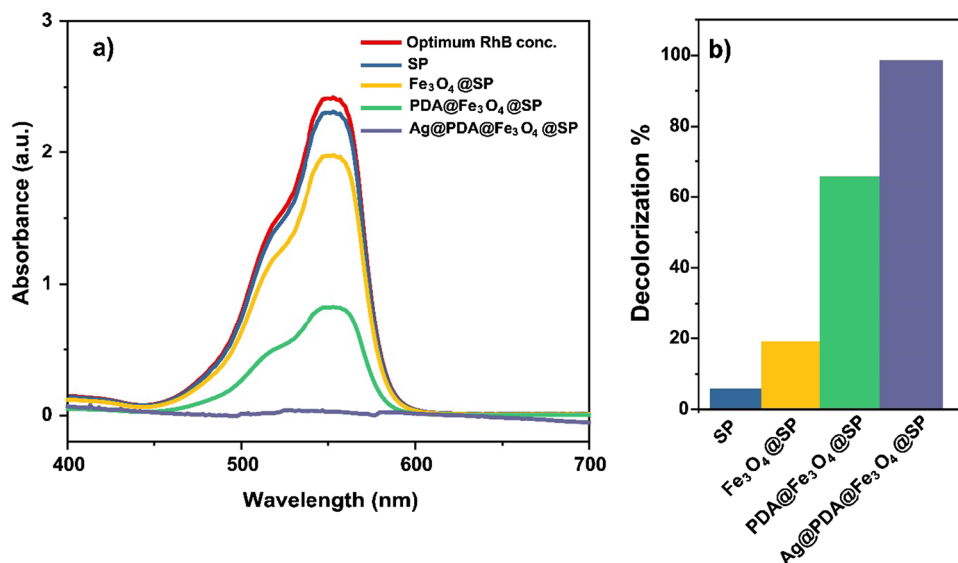 a)
Optimum RhB conc.
SP
Fe₃O₄ @SP
PDA@Fe₃O₄ @SP
Ag@PDA@Fe₃O₄ @SP
3
2
1
0
Absorbance (a.u.)
400
500
600
700
Wavelength (nm)
b)
100
80
60
40
20
0
Decolorization %
SP
Fe₃O₄ @SP
PDA@Fe₃O₄ @SP
Ag@PDA@Fe₃O₄ @SP